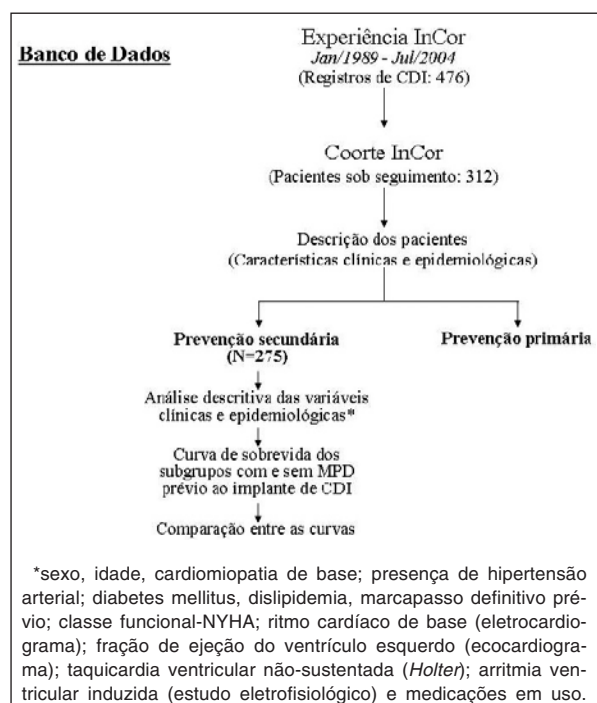 Banco de Dados
Experiência InCor
Jan/1989 - Jul/2004
(Registros de CDI: 476)
Coorte InCor
(Pacientes sob seguimento: 312)
Descrição dos pacientes
(Características clínicas e epidemiológicas)
Prevenção secundária
(N=275)
Prevenção primária
Análise descritiva das variáveis
clínicas e epidemiológicas*
Curva de sobrevida dos
subgrupos com e sem MPD
prévio ao implante de CDI
Comparação entre as curvas
*sexo, idade, cardiomiopatia de base; presença de hipertensão
arterial; diabetes mellitus, dislipidemia, marcapasso definitivo pré-
vio; classe funcional-NYHA; ritmo cardíaco de base (eletrocardio-
grama); fração de ejeção do ventrículo esquerdo (ecocardiogra-
ma); taquicardia ventricular não-sustentada (Holter); arritmia ven-
tricular induzida (estudo eletrofisiológico) e medicações em uso.